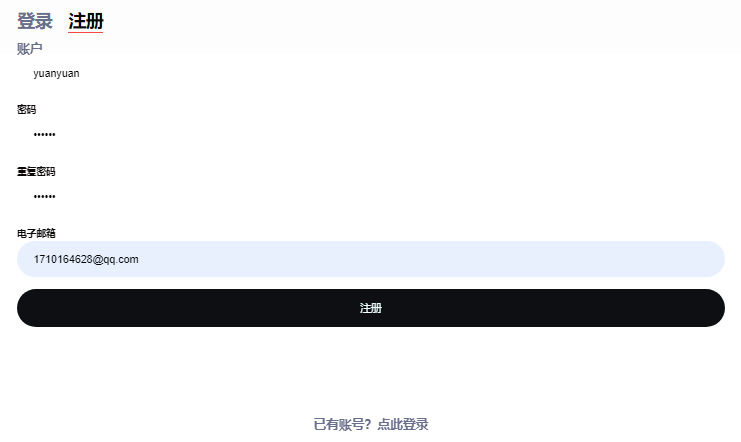 登录 注册
账户
yuanyuan
密码
••••••
重复密码
••••••
电子邮箱
1710164628@qq.com
注册
已有账号？点此登录